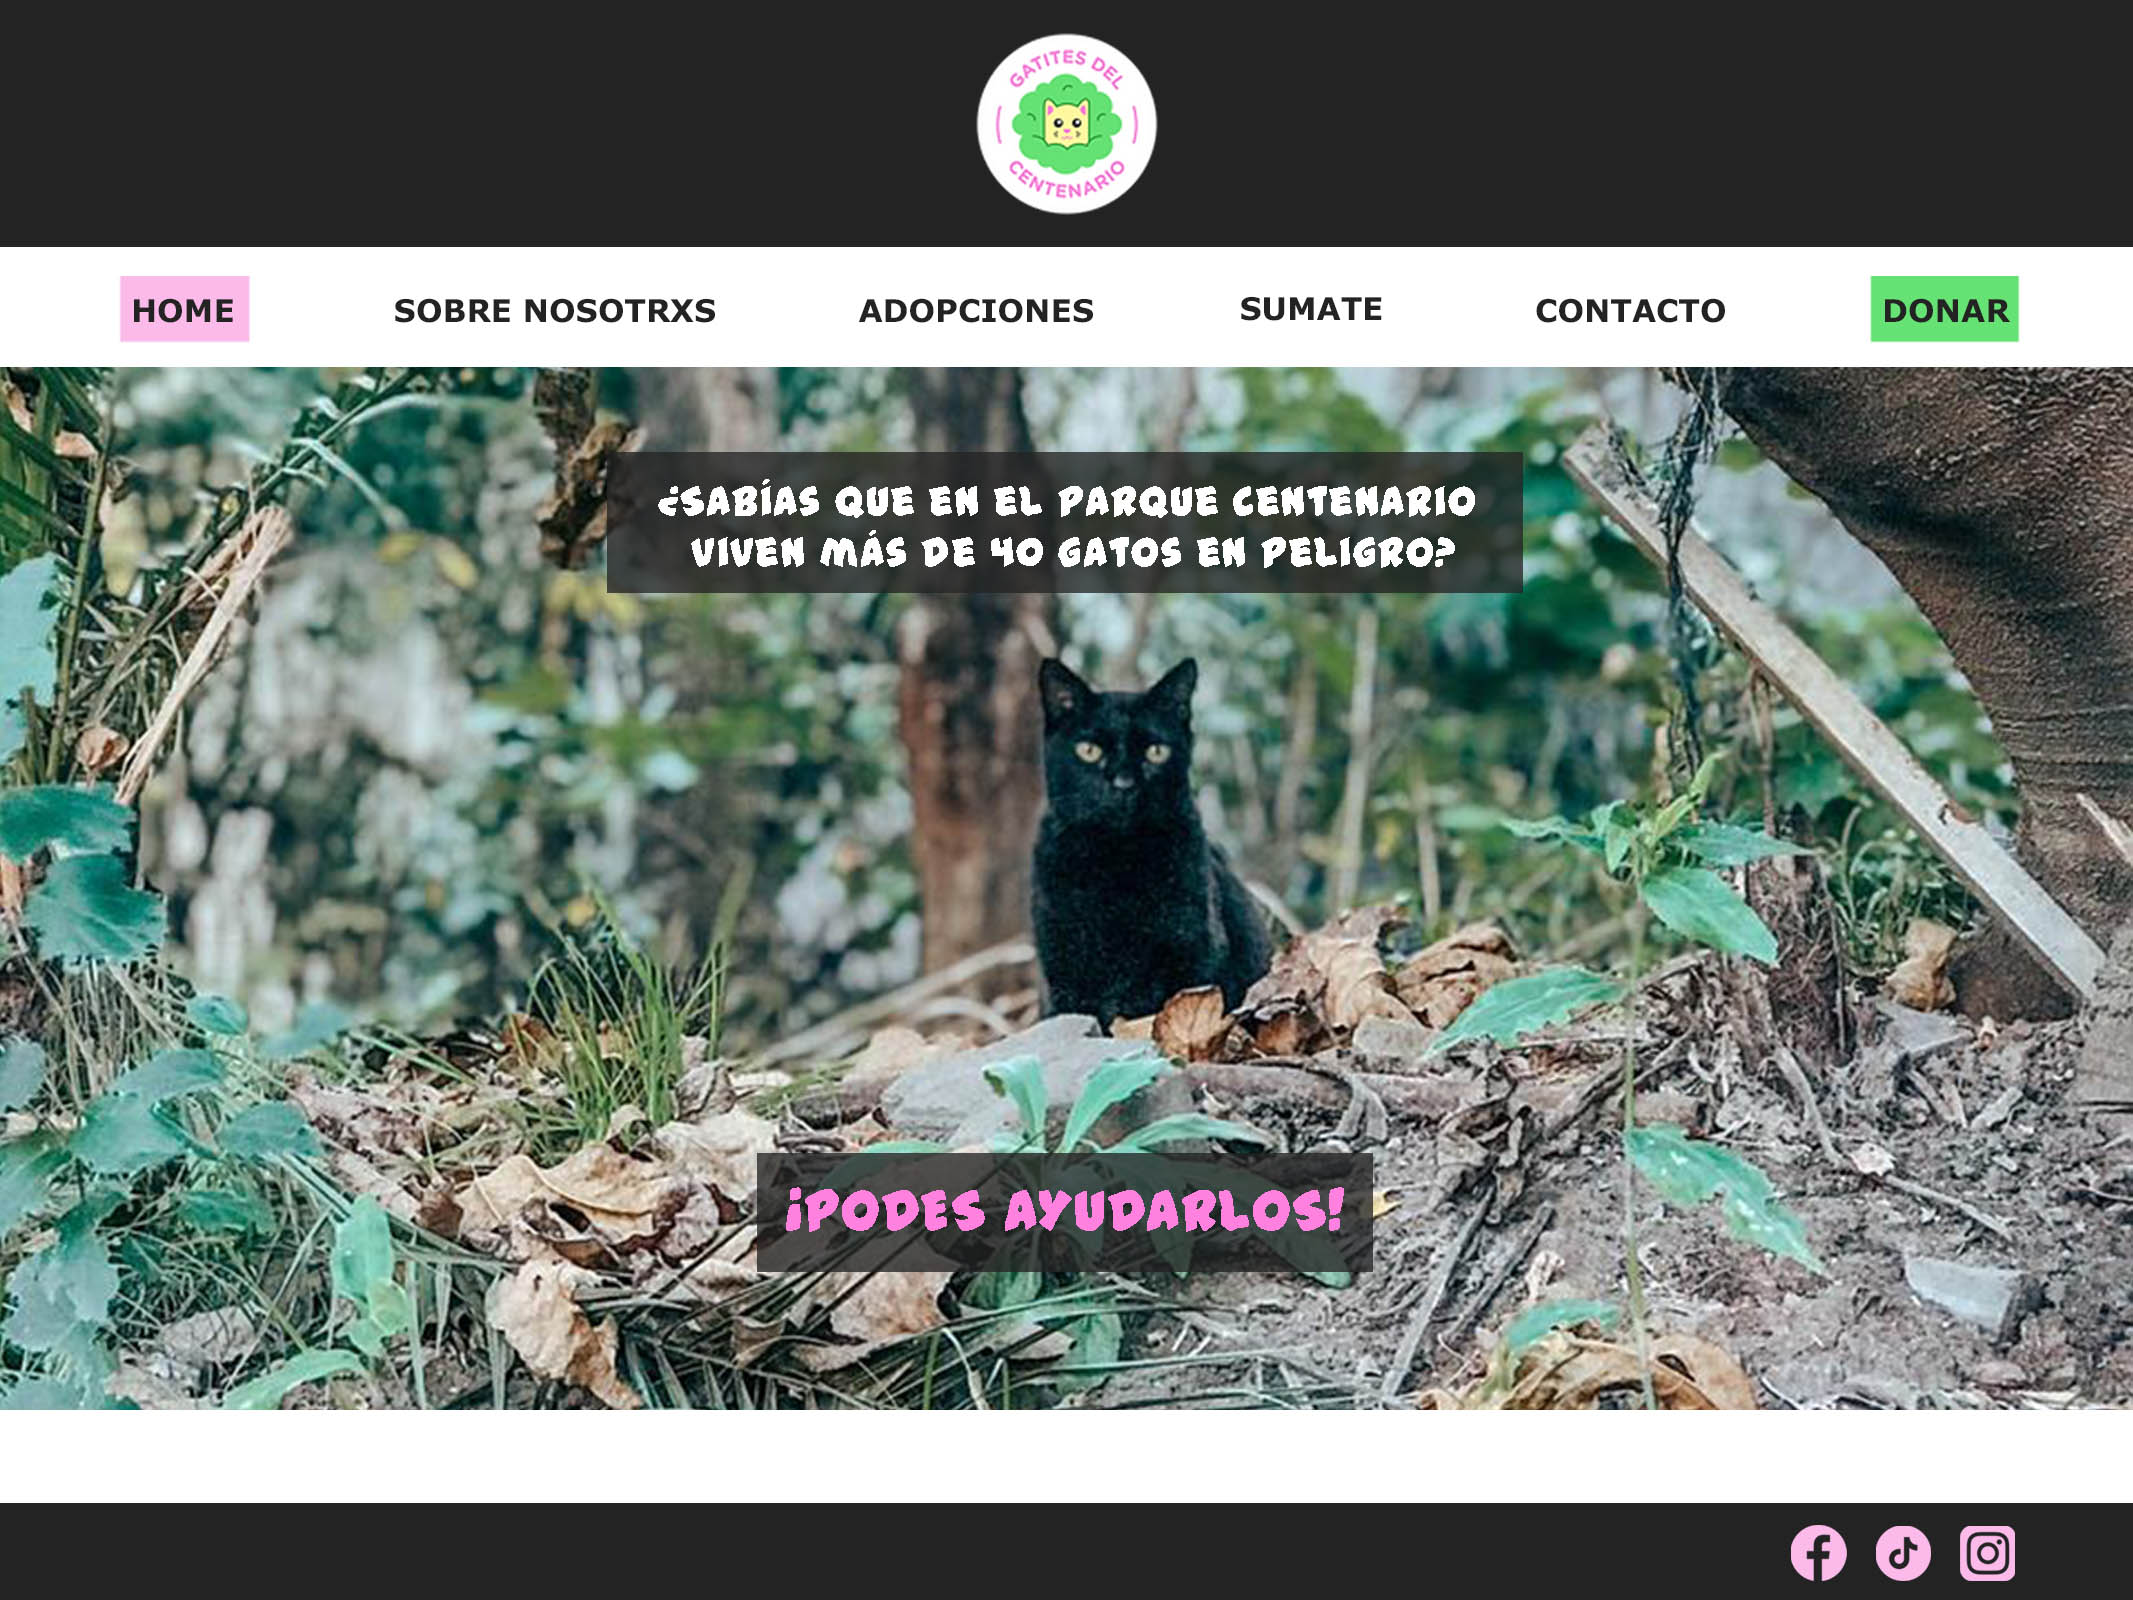 GATITES DEL
CENTENARIO
HOME SOBRE NOSOTRXS ADOPCIONES SUMATE CONTACTO DONAR
¿SABÍAS QUE EN EL PARQUE CENTENARIO
VIVEN MÁS DE 40 GATOS EN PELIGRO?
¡PODES AYUDARLOS!